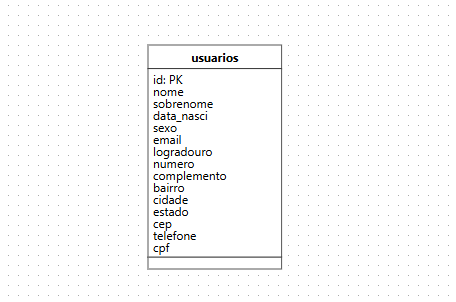 usuarios
id: PK
nome
sobrenome
data_nasci
sexo
email
logradouro
numero
complemento
bairro
cidade
estado
cep
telefone
cpf